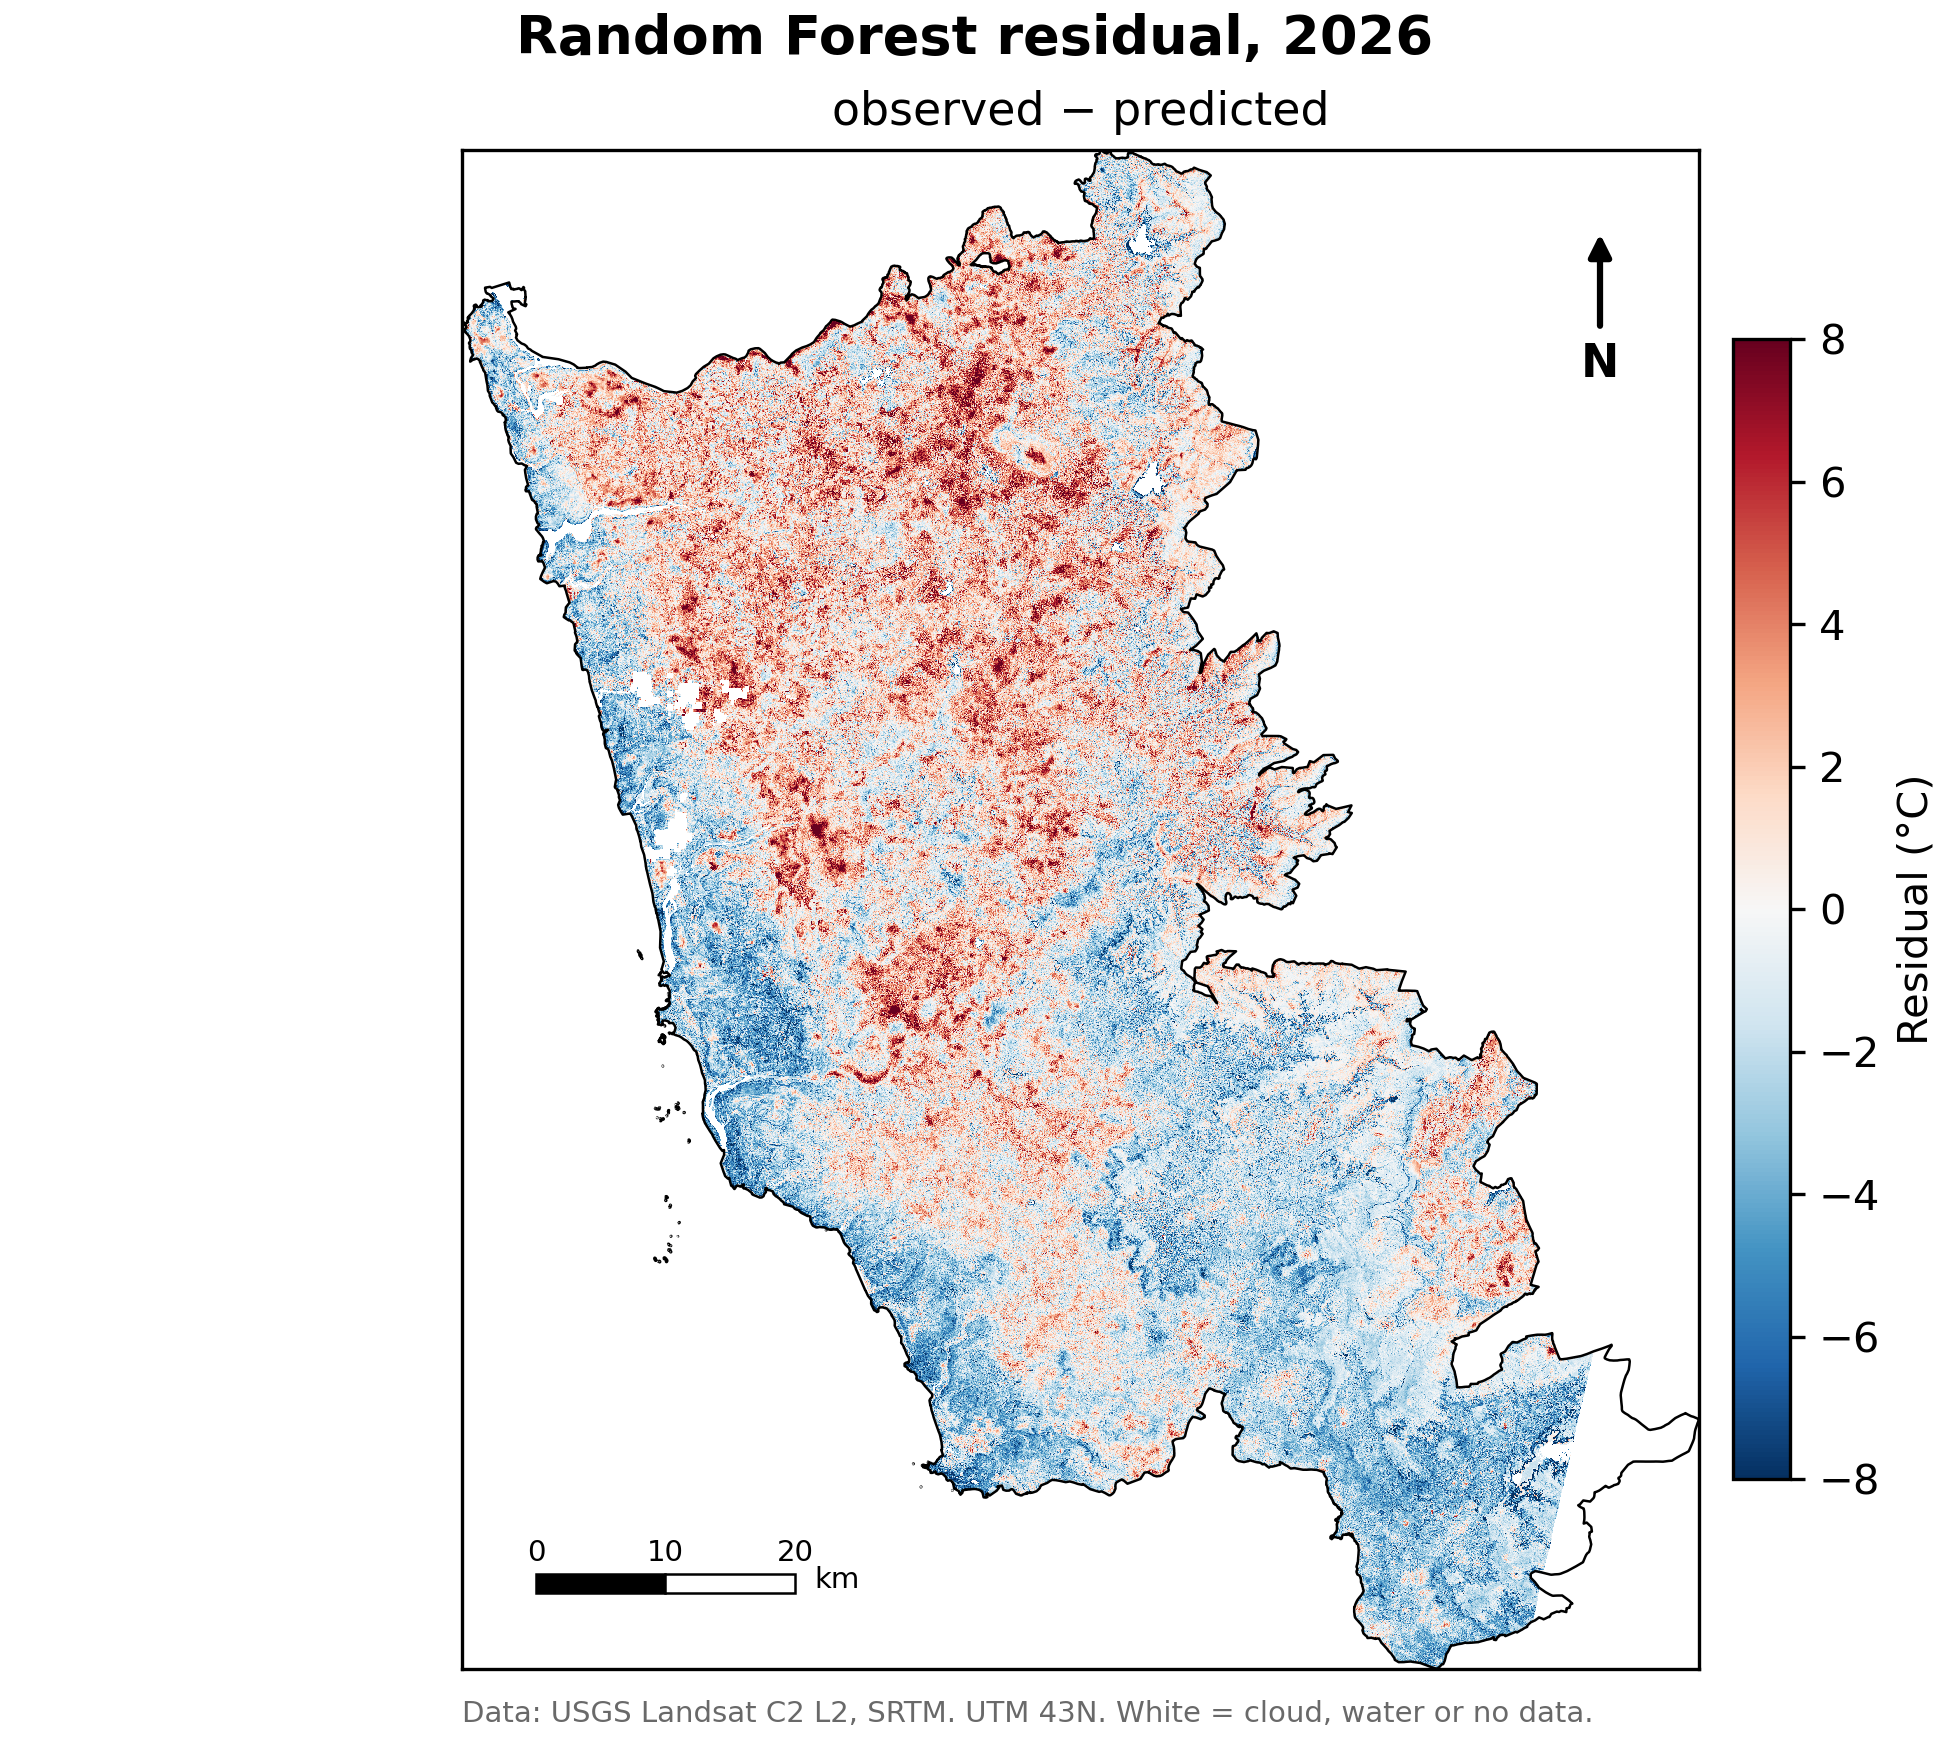 Random Forest residual, 2026
observed − predicted
N
8
6
4
2
0
−2
−4
−6
−8
Residual (°C)
0 10 20
km
Data: USGS Landsat C2 L2, SRTM. UTM 43N. White = cloud, water or no data.